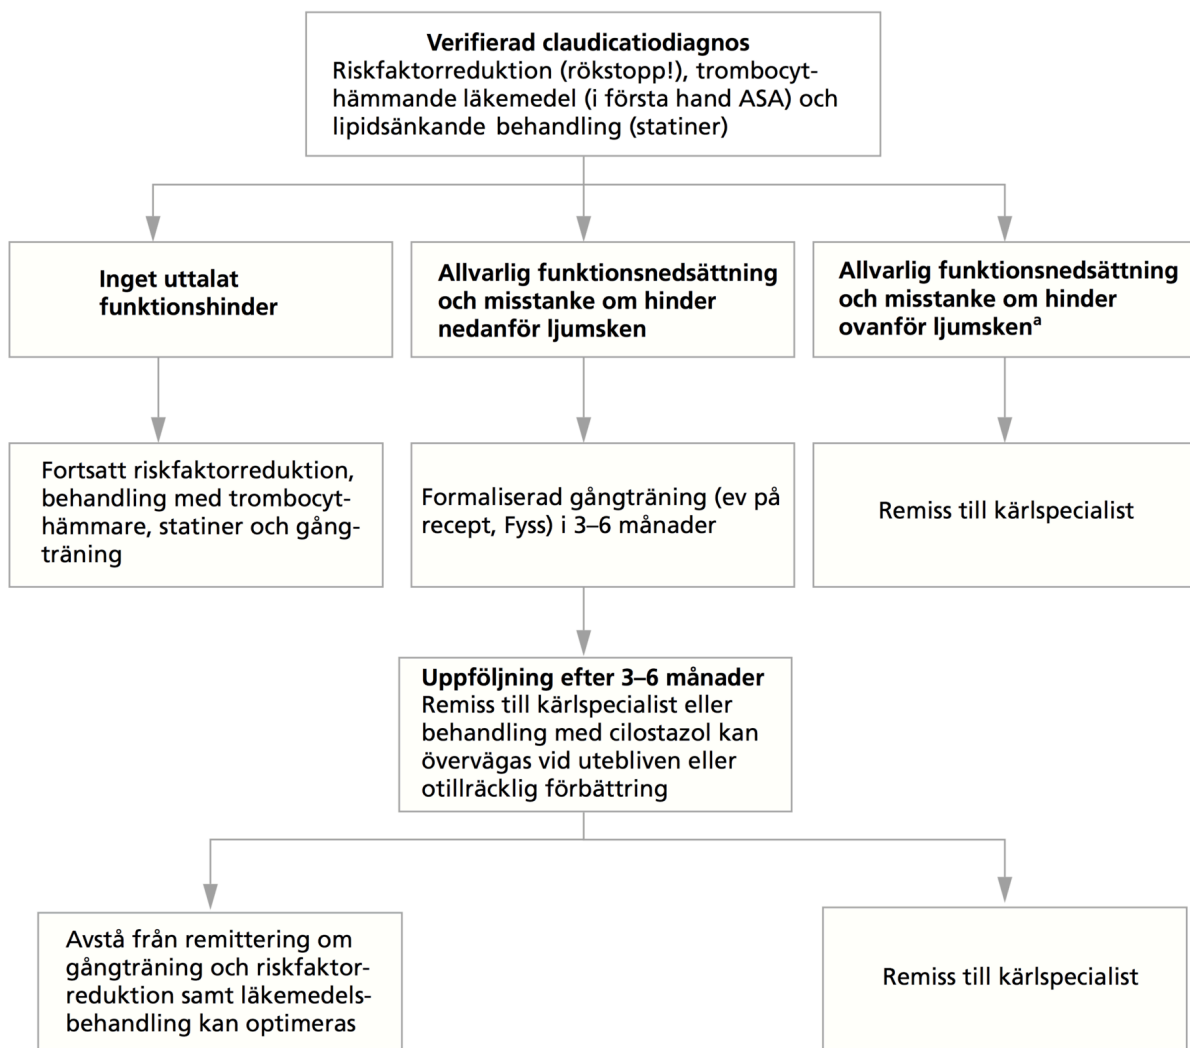 Verifierad claudicatiodiagnos
Riskfaktorreduktion (rökstopp!), trombocyt-
hämmande läkemedel (i första hand ASA) och
lipidsänkande behandling (statiner)
Inget uttalat
funktionshinder
Allvarlig funktionsnedsättning
och misstanke om hinder
nedanför ljumsken
Allvarlig funktionsnedsättning
och misstanke om hinder
ovanför ljumskenᵃ
Fortsatt riskfaktorreduktion,
behandling med trombocyt-
hämmare, statiner och gång-
träning
Formaliserad gångträning (ev på
recept, Fyss) i 3–6 månader
Remiss till kärlspecialist
Uppföljning efter 3–6 månader
Remiss till kärlspecialist eller
behandling med cilostazol kan
övervägas vid utebliven eller
otillräcklig förbättring
Avstå från remittering om
gångträning och riskfaktor-
reduktion samt läkemedels-
behandling kan optimeras
Remiss till kärlspecialist